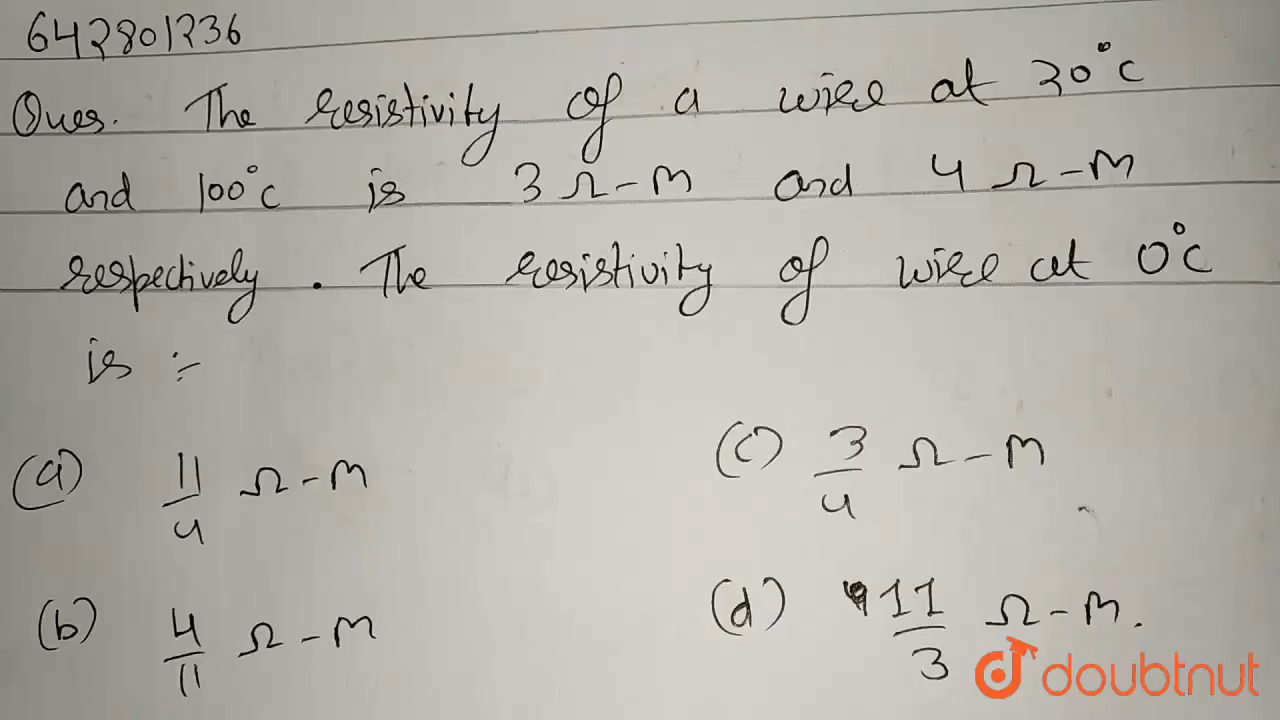 642801236
Ques. The resistivity of a wire at 20°c
and 100°c is 3 Ω-m and 4 Ω-m
respectively. The resistivity of wire at 0°c
is :-
(a) 11/4 Ω-m (c) 3/4 Ω-m
(b) 4/11 Ω-m (d) 11/3 Ω-m.
doubtnut